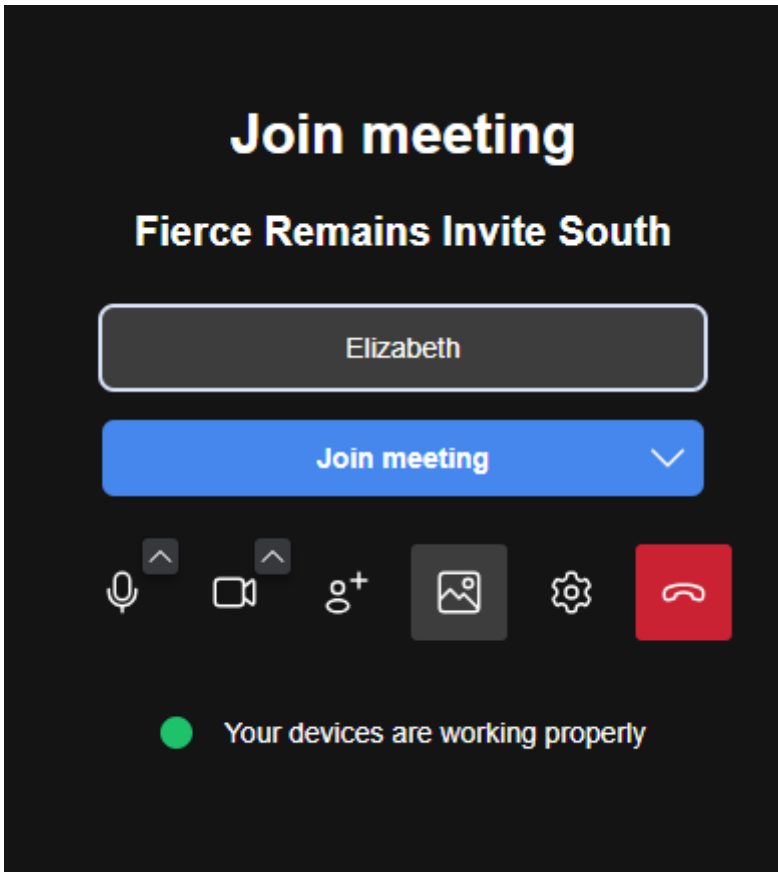 Join meeting
Fierce Remains Invite South
Elizabeth
Join meeting
Your devices are working properly